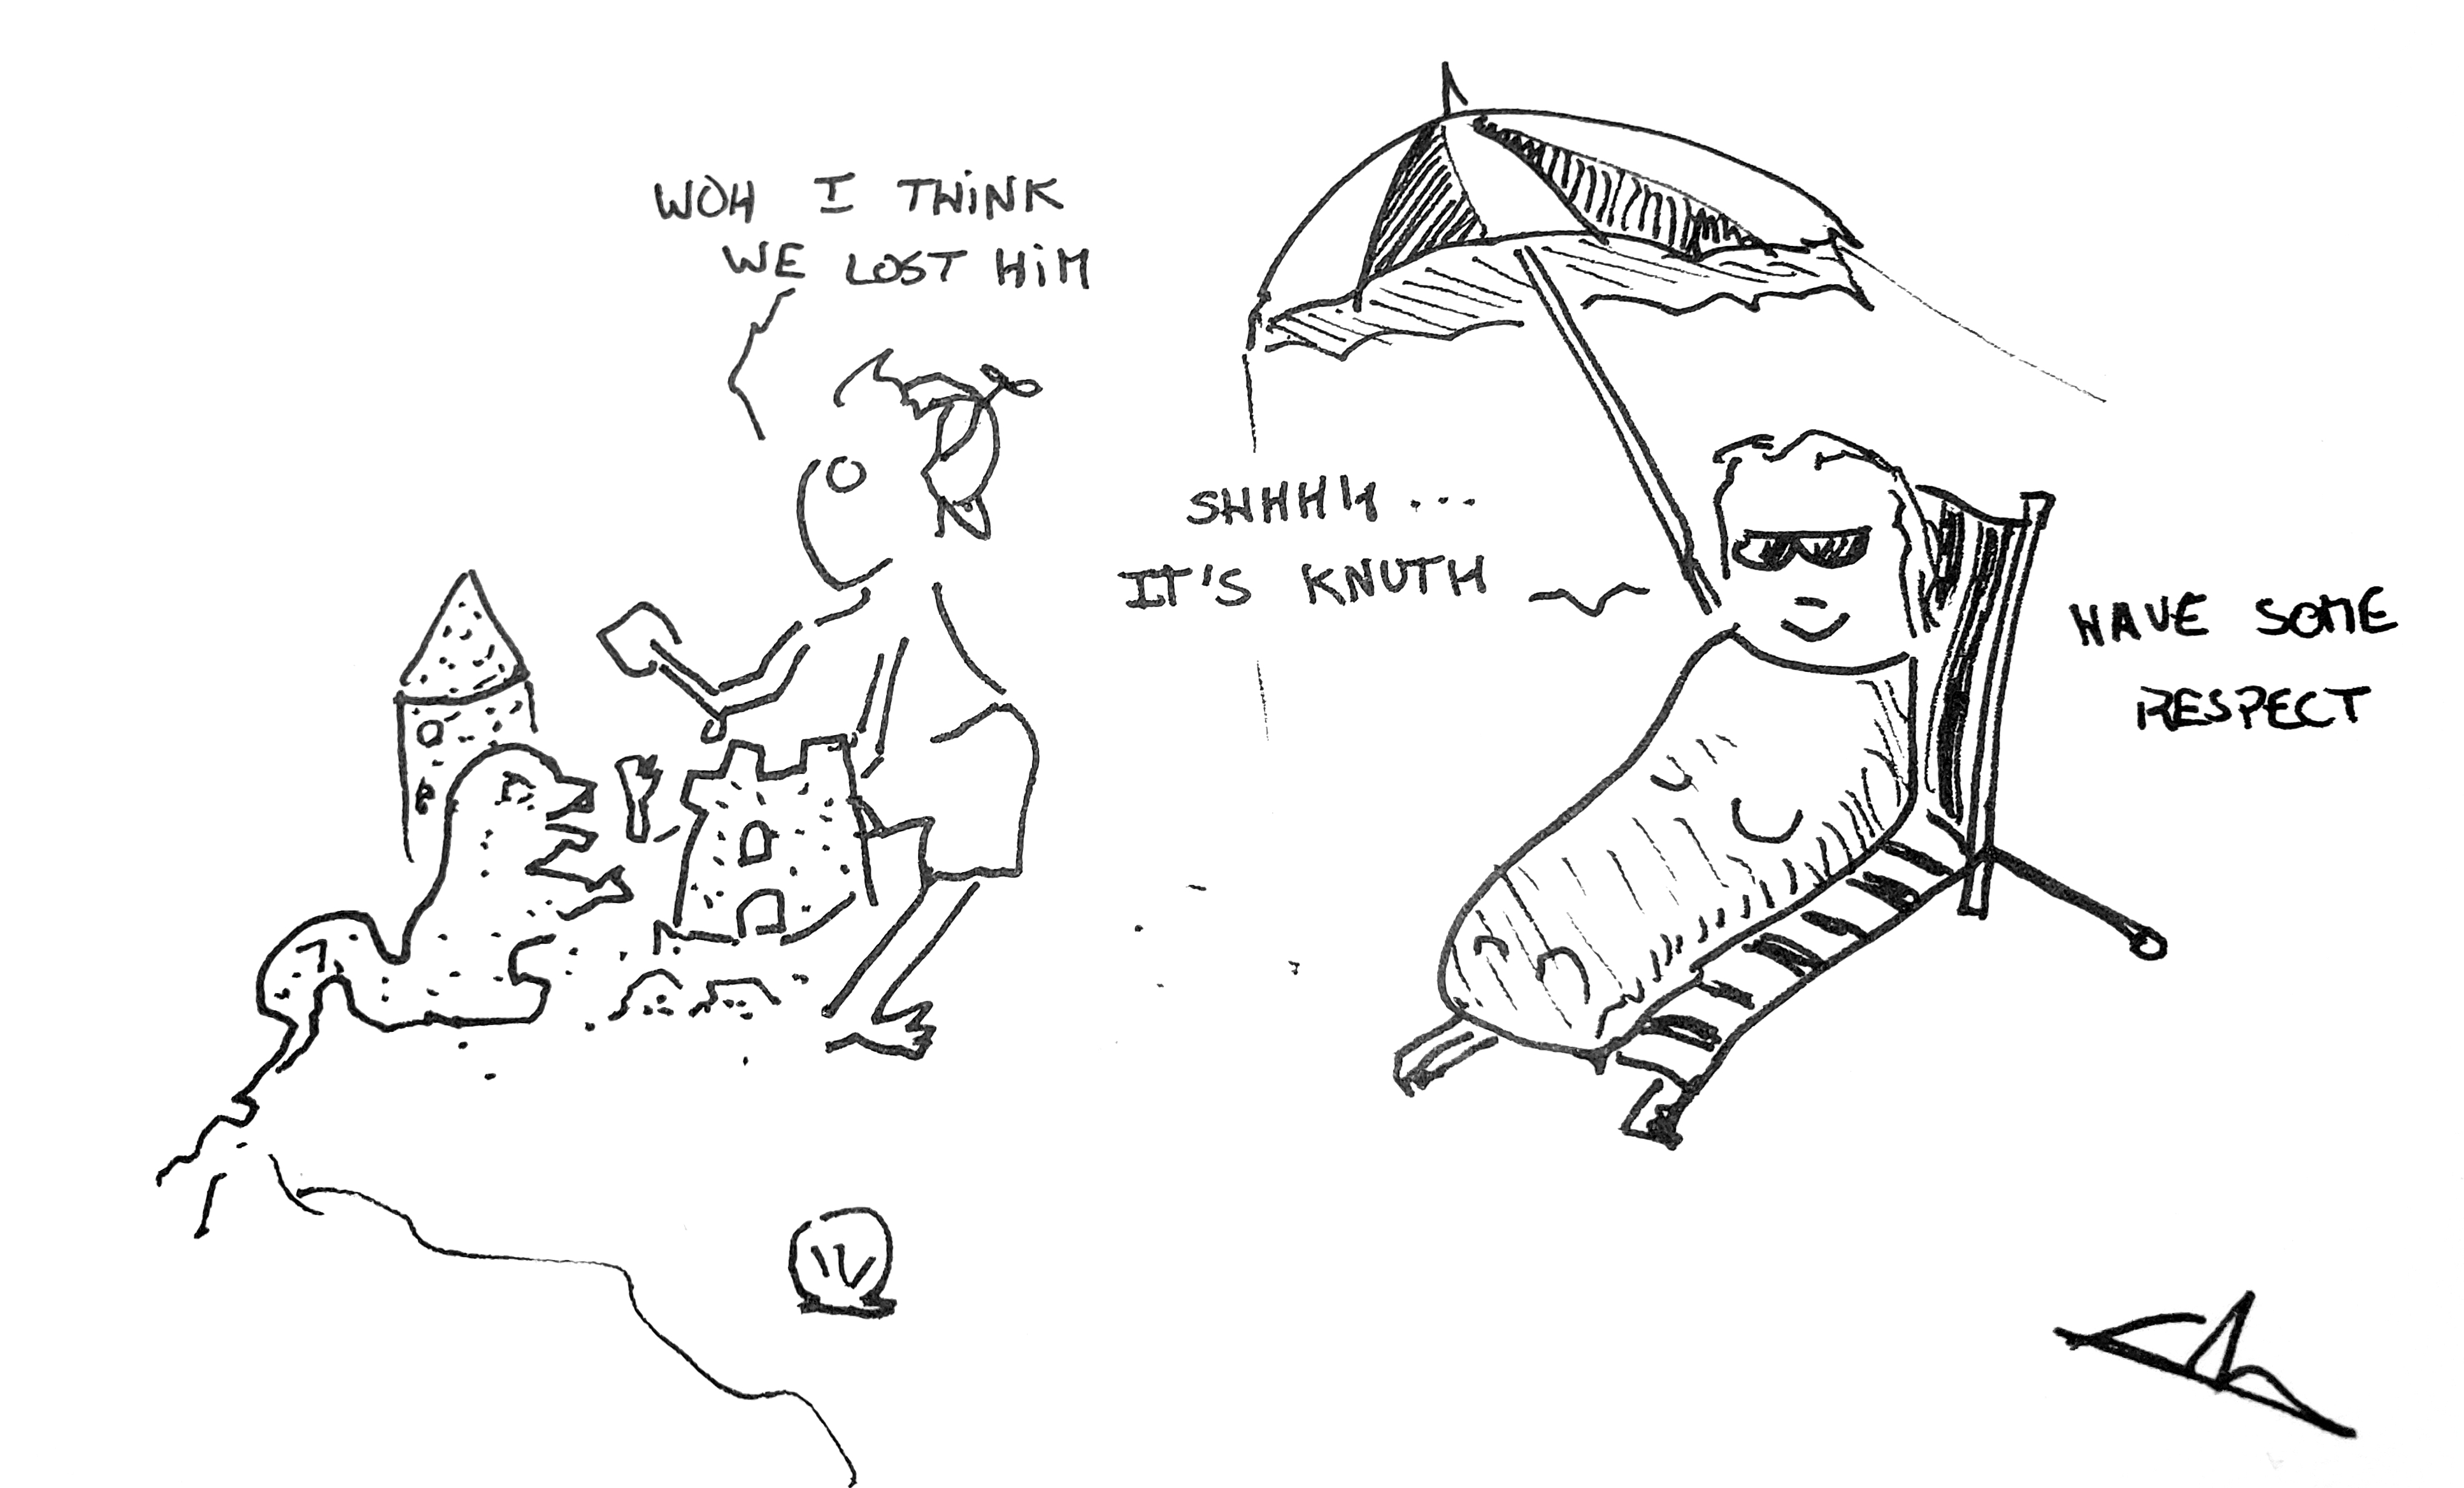 WOH I THINK
WE LOST HIM
SHHHH...
IT'S KNUTH
HAVE SOME
RESPECT